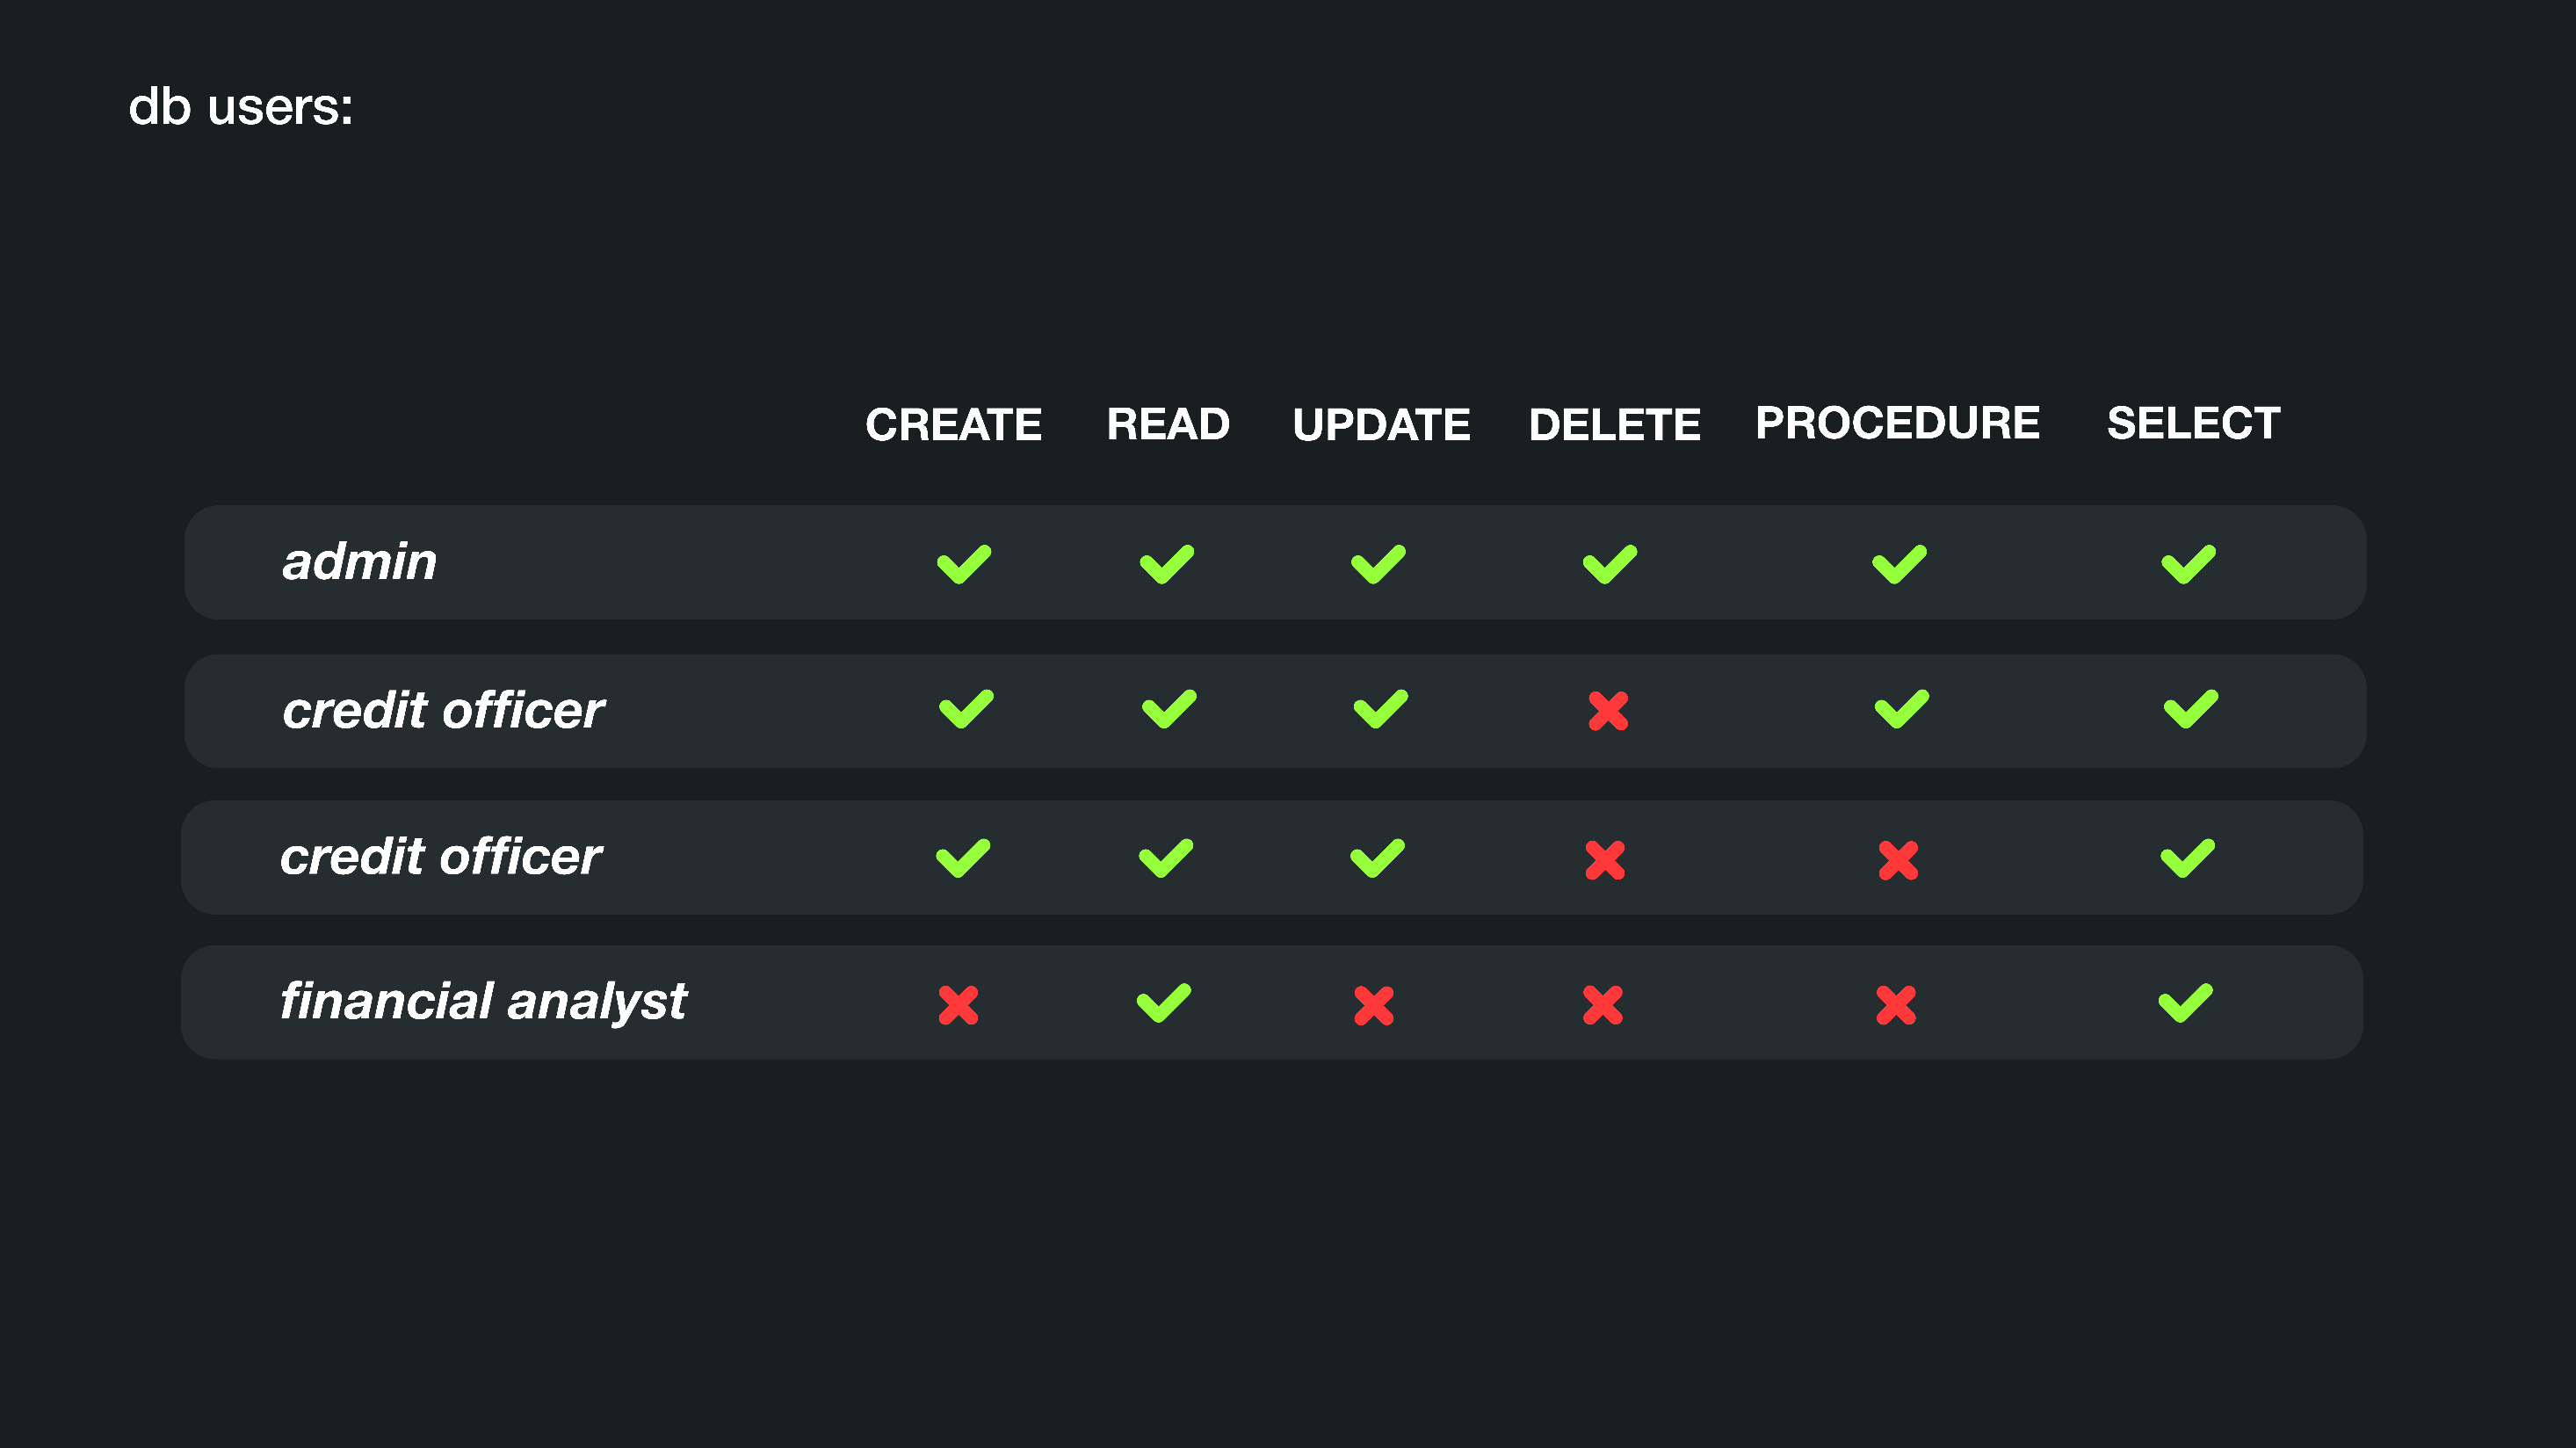 db users:
CREATE READ UPDATE DELETE PROCEDURE SELECT
admin
credit officer
credit officer
financial analyst